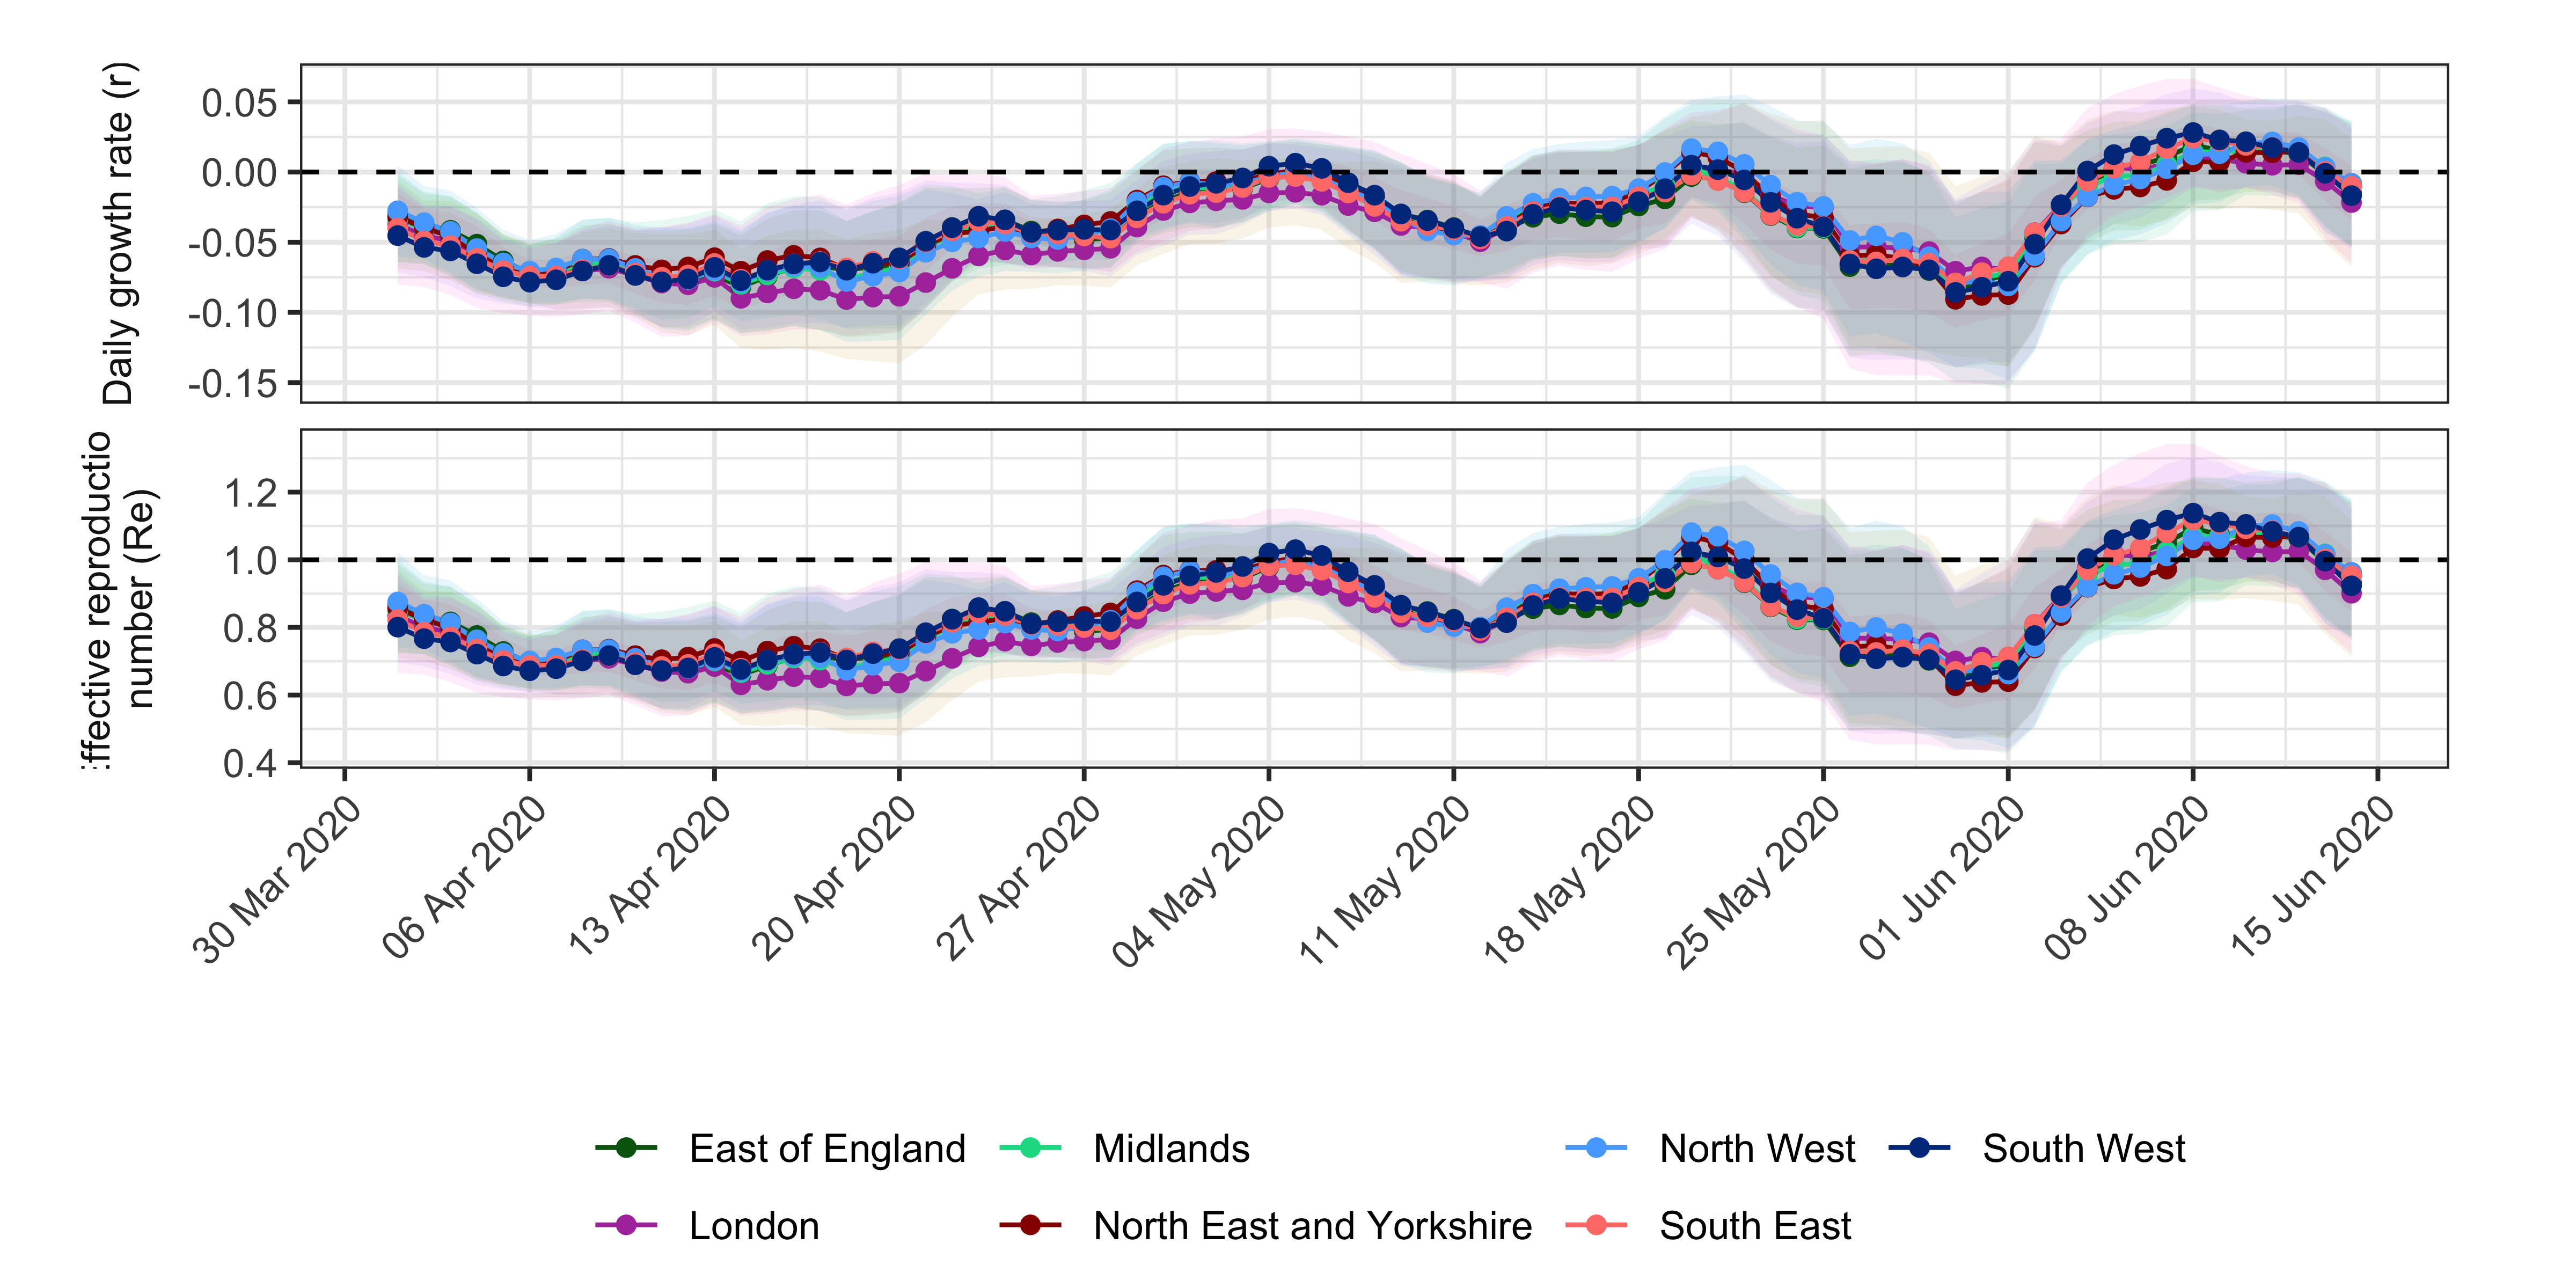 Daily growth rate (r)
0.05
0.00
-0.05
-0.10
-0.15
ffective reproductio
number (Re)
1.2
1.0
0.8
0.6
0.4
30 Mar 2020
06 Apr 2020
13 Apr 2020
20 Apr 2020
27 Apr 2020
04 May 2020
11 May 2020
18 May 2020
25 May 2020
01 Jun 2020
08 Jun 2020
15 Jun 2020
East of England
Midlands
North West
South West
London
North East and Yorkshire
South East